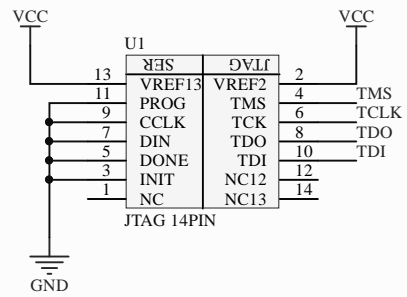 VCC VCC
U1
SER JTAG
13 VREF13 VREF2 2
11 PROG TMS 4 TMS
9 CCLK TCK 6 TCLK
7 DIN TDO 8 TDO
5 DONE TDI 10 TDI
3 INIT NC12 12
1 NC NC13 14
JTAG 14PIN
GND